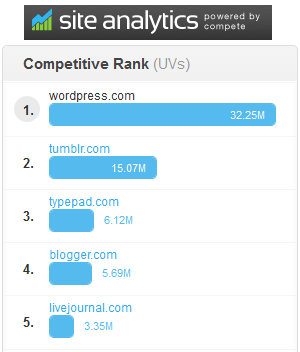 site analytics powered by
compete
Competitive Rank (UVs)
wordpress.com
1. 32.25M
tumblr.com
2. 15.07M
typepad.com
3. 6.12M
blogger.com
4. 5.69M
livejournal.com
5. 3.35M